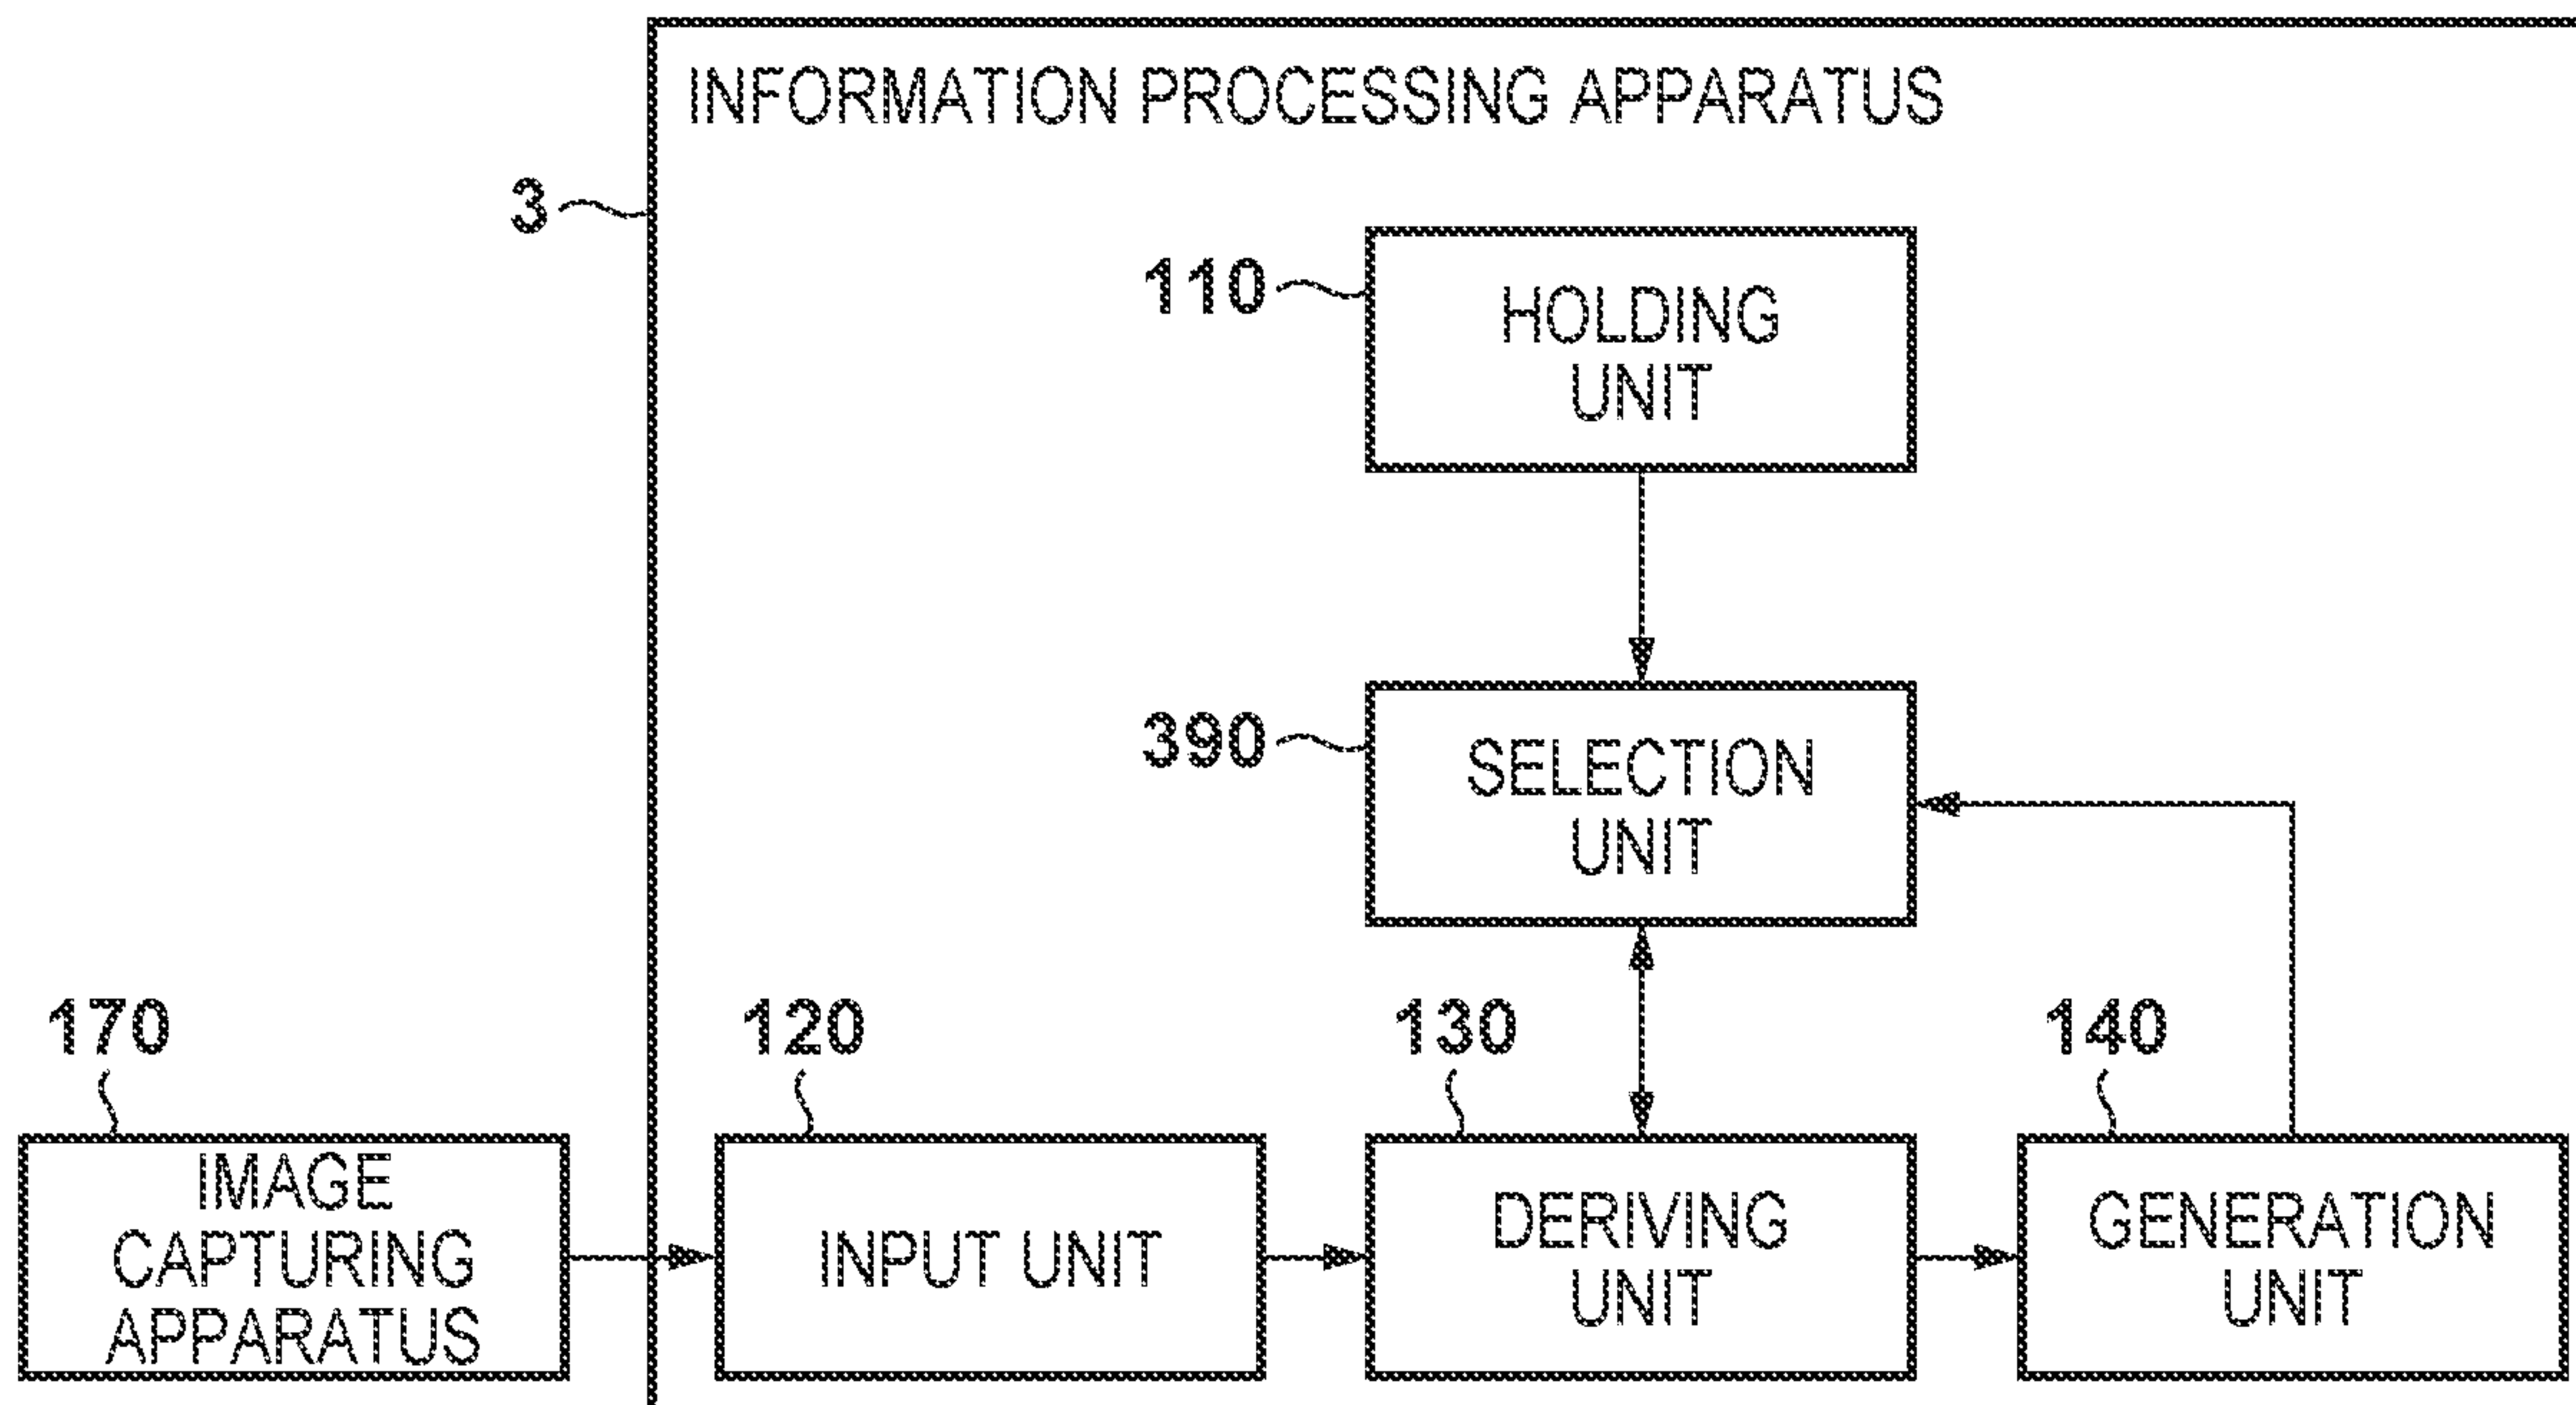 INFORMATION PROCESSING APPARATUS
3
110
HOLDING
UNIT
390
SELECTION
UNIT
170
120
130
140
IMAGE
CAPTURING
APPARATUS
INPUT UNIT
DERIVING
UNIT
GENERATION
UNIT